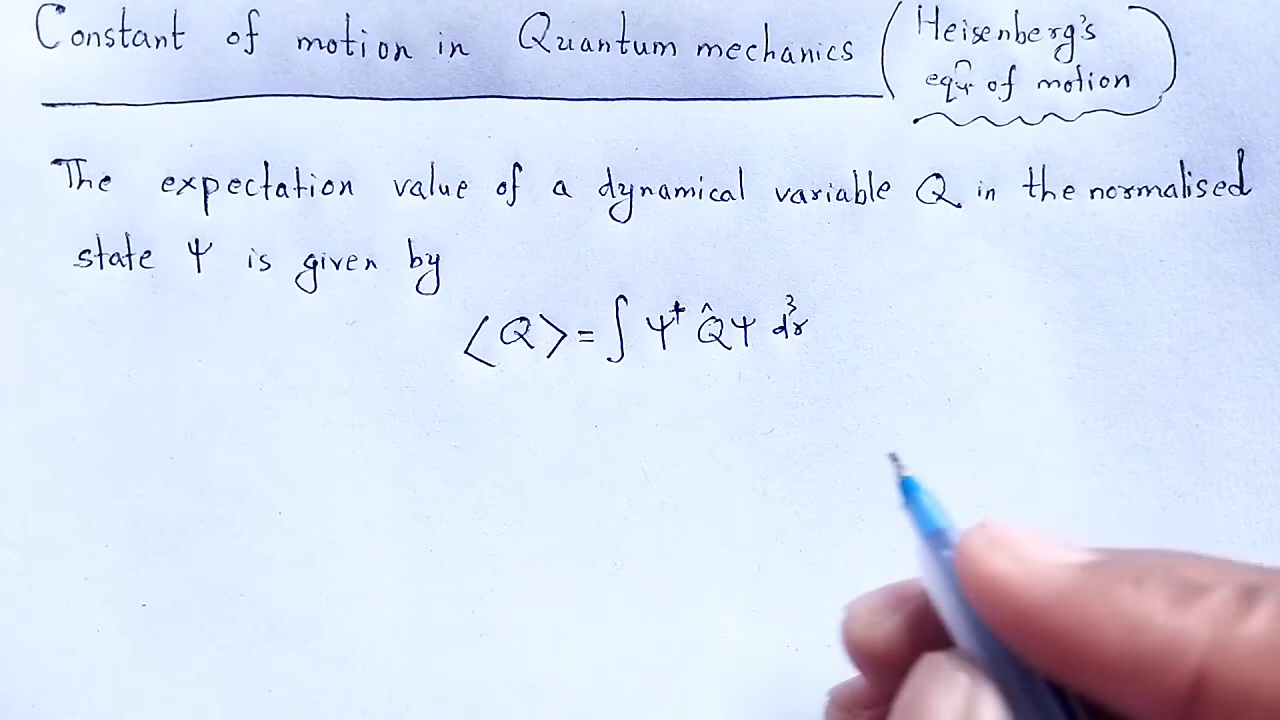 Constant of motion in Quantum mechanics (Heisenberg's
eqn of motion)
The expectation value of a dynamical variable Q in the normalised
state Ψ is given by
⟨Q⟩ = ∫ Ψ† Q̂ Ψ d³r